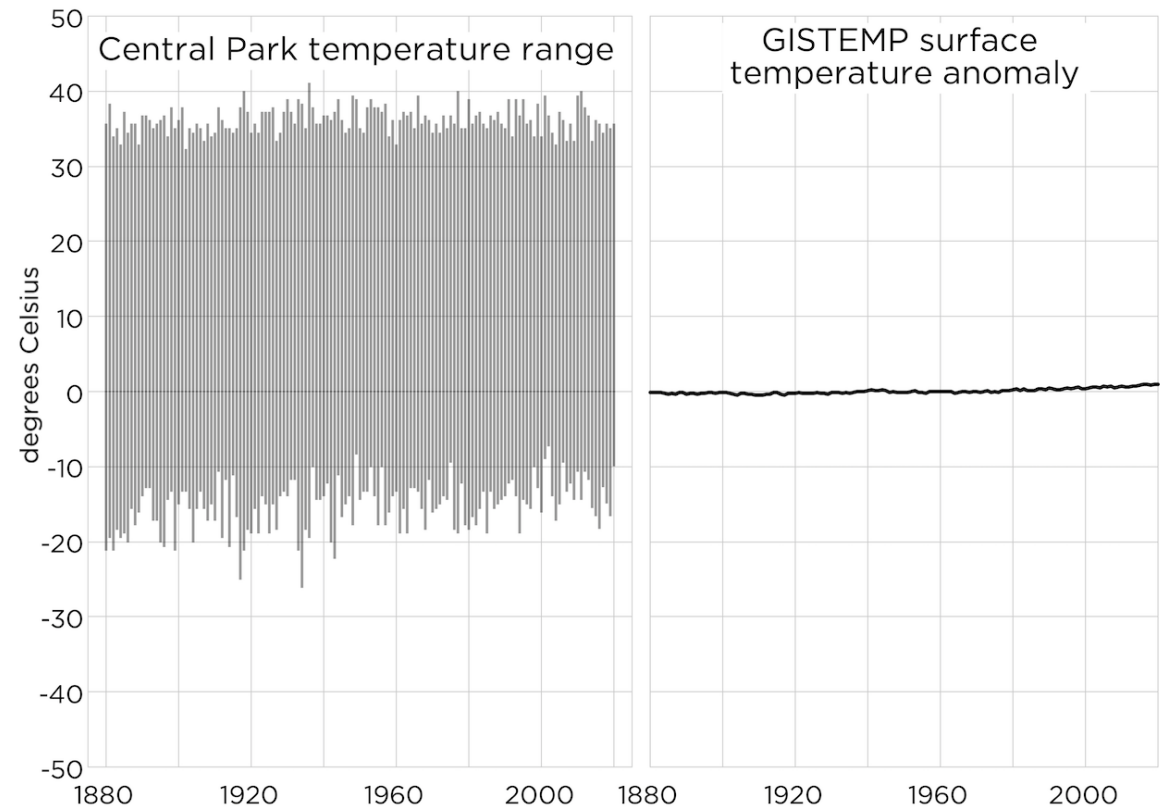 Central Park temperature range
GISTEMP surface
temperature anomaly
degrees Celsius
50
40
30
20
10
0
-10
-20
-30
-40
-50
1880 1920 1960 2000
1880 1920 1960 2000